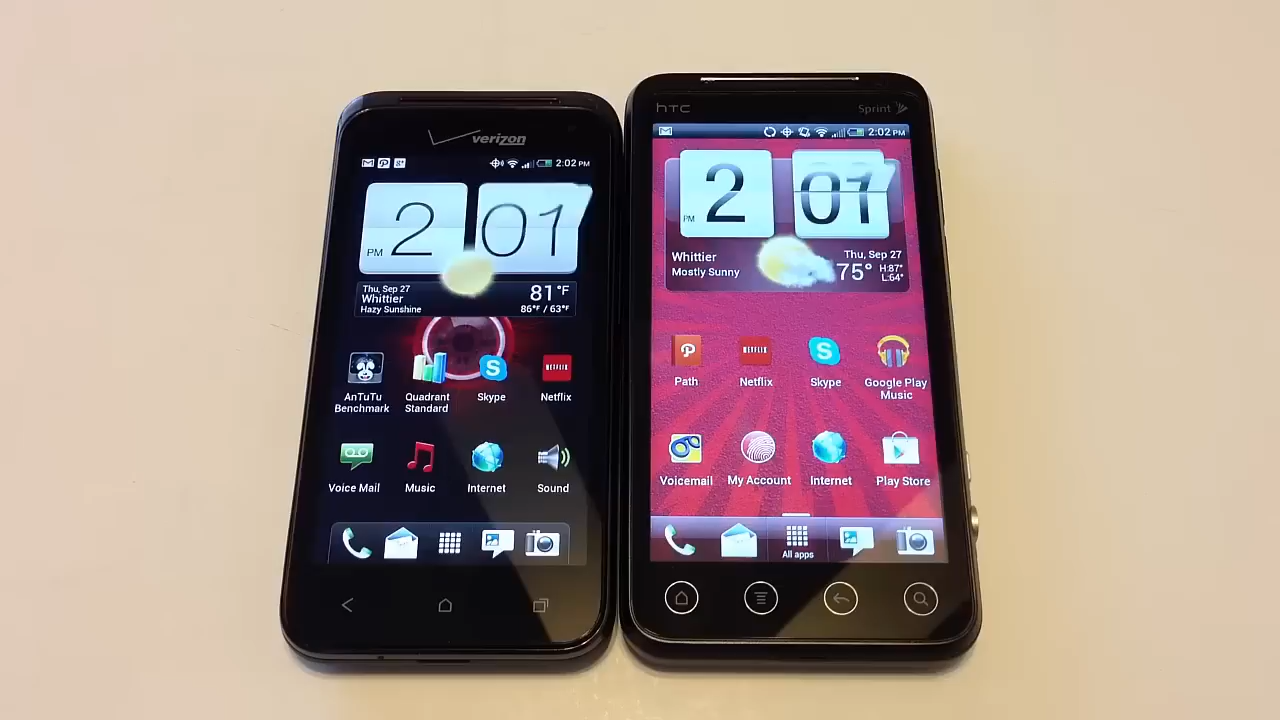 verizon
2:02 PM
PM 2 01
Thu, Sep 27
Whittier
Hazy Sunshine
81°F
86°F / 63°F
AnTuTu
Benchmark
Quadrant
Standard
Skype
NETFLIX
Netflix
Voice Mail
Music
Internet
Sound
hTC
Sprint
2:02 PM
PM 2
Whittier
Mostly Sunny
Thu, Sep 27
75°
H:87°
L:64°
Path
NETFLIX
Netflix
Skype
Google Play
Music
Voicemail
My Account
Internet
Play Store
All apps